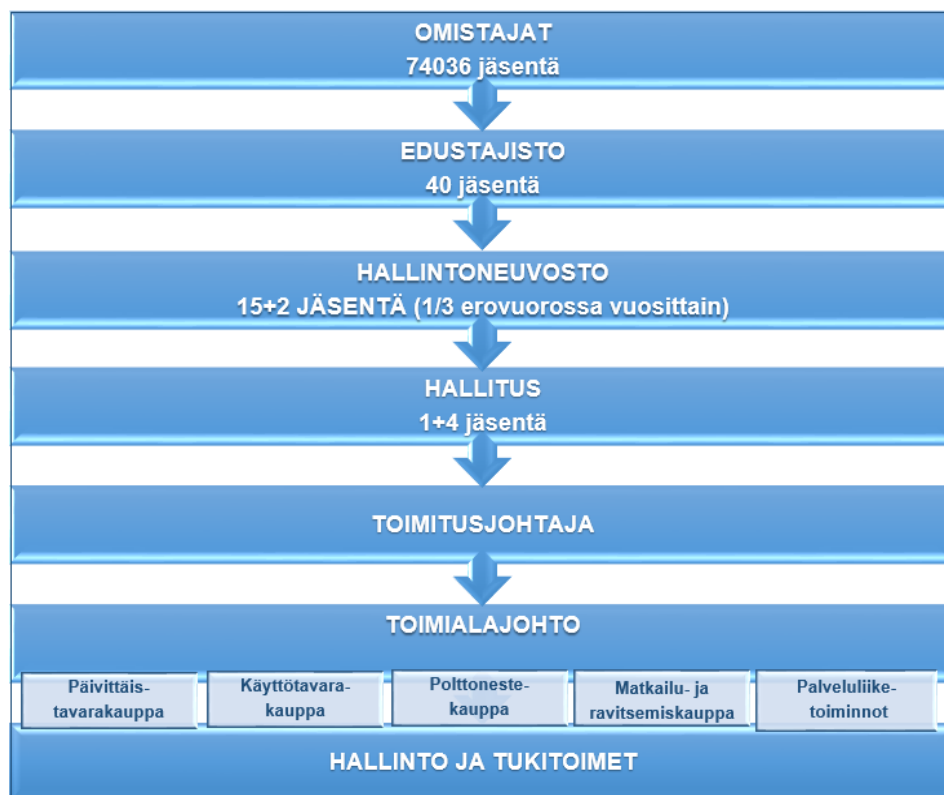 OMISTAJAT
74036 jäsentä
EDUSTAJISTO
40 jäsentä
HALLINTONEUVOSTO
15+2 JÄSENTÄ (1/3 erovuorossa vuosittain)
HALLITUS
1+4 jäsentä
TOIMITUSJOHTAJA
TOIMIALAJOHTO
Päivittäis-
tavarakauppa
Käyttötavara-
kauppa
Polttoneste-
kauppa
Matkailu- ja
ravitsemiskauppa
Palveluliike-
toiminnot
HALLINTO JA TUKITOIMET